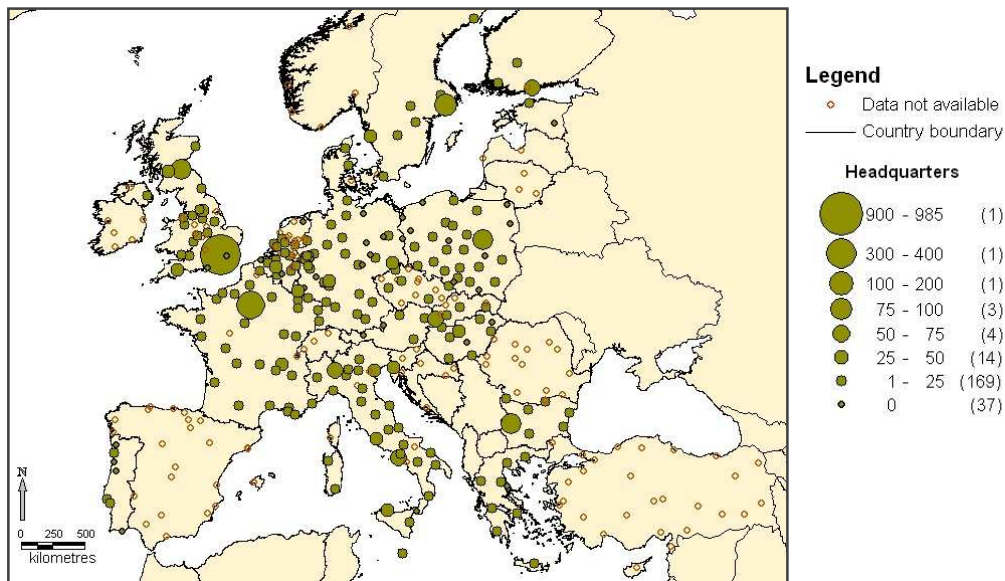 Legend
Data not available
Country boundary
Headquarters
900 - 985 (1)
300 - 400 (1)
100 - 200 (1)
75 - 100 (3)
50 - 75 (4)
25 - 50 (14)
1 - 25 (169)
0 (37)
N
0 250 500
kilometres